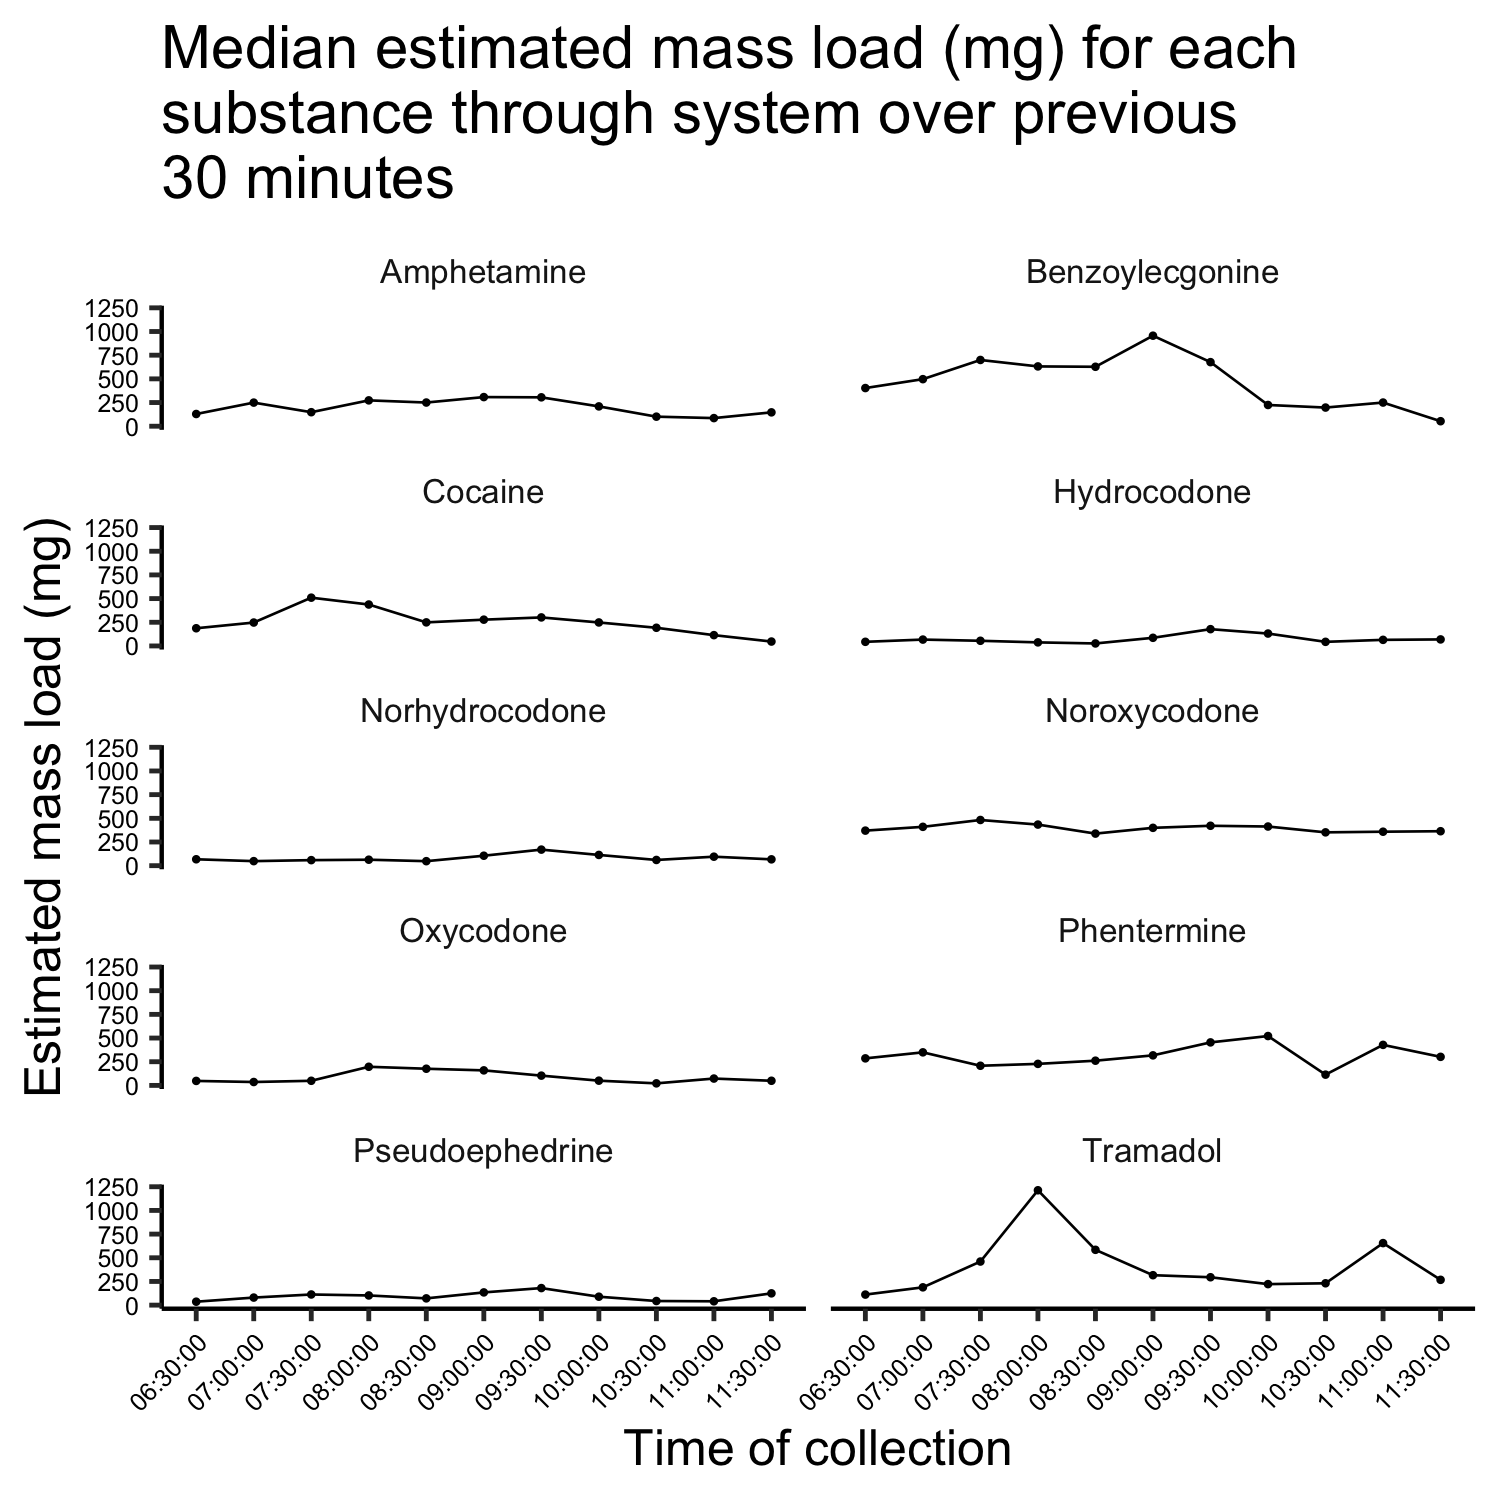 Median estimated mass load (mg) for each
substance through system over previous
30 minutes
Amphetamine
Benzoylecgonine
1250
1000
750
500
250
0
Cocaine
Hydrocodone
1250
1000
750
500
250
0
Norhydrocodone
Noroxycodone
1250
1000
750
500
250
0
Oxycodone
Phentermine
1250
1000
750
500
250
0
Pseudoephedrine
Tramadol
1250
1000
750
500
250
0
06:30:00 07:00:00 07:30:00 08:00:00 08:30:00 09:00:00 09:30:00 10:00:00 10:30:00 11:00:00 11:30:00
06:30:00 07:00:00 07:30:00 08:00:00 08:30:00 09:00:00 09:30:00 10:00:00 10:30:00 11:00:00 11:30:00
Estimated mass load (mg)
Time of collection